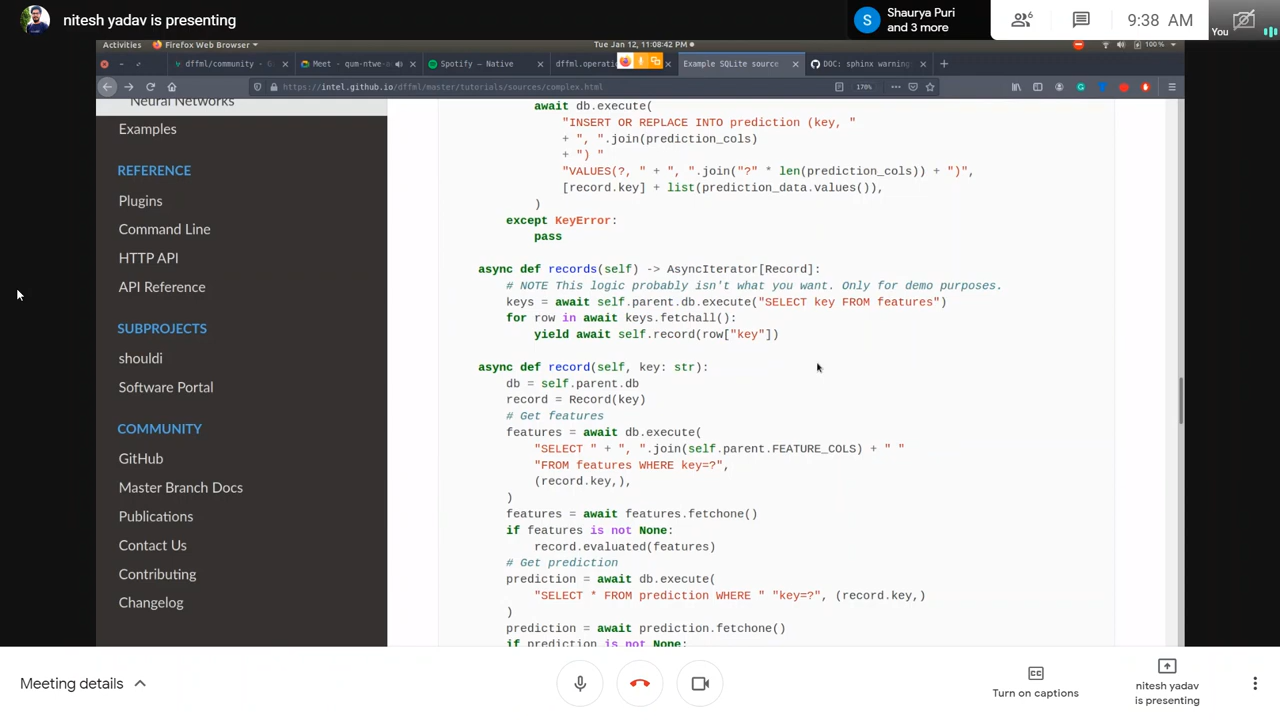 nitesh yadav is presenting
S
Shaurya Puri
and 3 more
6
9:38 AM
You
Activities
Firefox Web Browser
Tue Jan 12, 11:08:42 PM
100 %
dffml/community · G
Meet - qum-ntwe-a
Spotify – Native
dffml.operati
Example SQLite source
DOC: sphinx warning
https://intel.github.io/dffml/master/tutorials/sources/complex.html
170%
Neural Networks
Examples
REFERENCE
Plugins
Command Line
HTTP API
API Reference
SUBPROJECTS
shouldi
Software Portal
COMMUNITY
GitHub
Master Branch Docs
Publications
Contact Us
Contributing
Changelog
await db.execute(
"INSERT OR REPLACE INTO prediction (key, "
+ ", ".join(prediction_cols)
+ ") "
"VALUES(?, " + ", ".join("?" * len(prediction_cols)) + ")",
[record.key] + list(prediction_data.values()),
)
except KeyError:
pass
async def records(self) -> AsyncIterator[Record]:
# NOTE This logic probably isn't what you want. Only for demo purposes.
keys = await self.parent.db.execute("SELECT key FROM features")
for row in await keys.fetchall():
yield await self.record(row["key"])
async def record(self, key: str):
db = self.parent.db
record = Record(key)
# Get features
features = await db.execute(
"SELECT " + ", ".join(self.parent.FEATURE_COLS) + " "
"FROM features WHERE key=?",
(record.key,),
)
features = await features.fetchone()
if features is not None:
record.evaluated(features)
# Get prediction
prediction = await db.execute(
"SELECT * FROM prediction WHERE " "key=?", (record.key,)
)
prediction = await prediction.fetchone()
if prediction is not None:
Meeting details
CC
Turn on captions
nitesh yadav
is presenting